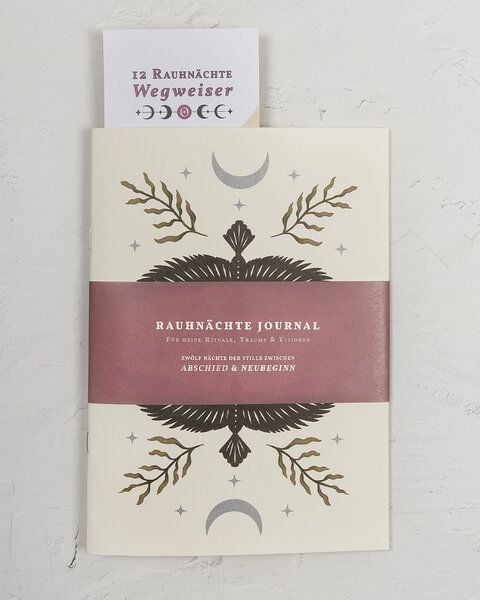 12 Rauhnächte
Wegweiser
RAUHNÄCHTE JOURNAL
Für deine Rituale, Träume & Visionen
ZWÖLF NÄCHTE DER STILLE ZWISCHEN
ABSCHIED & NEUBEGINN